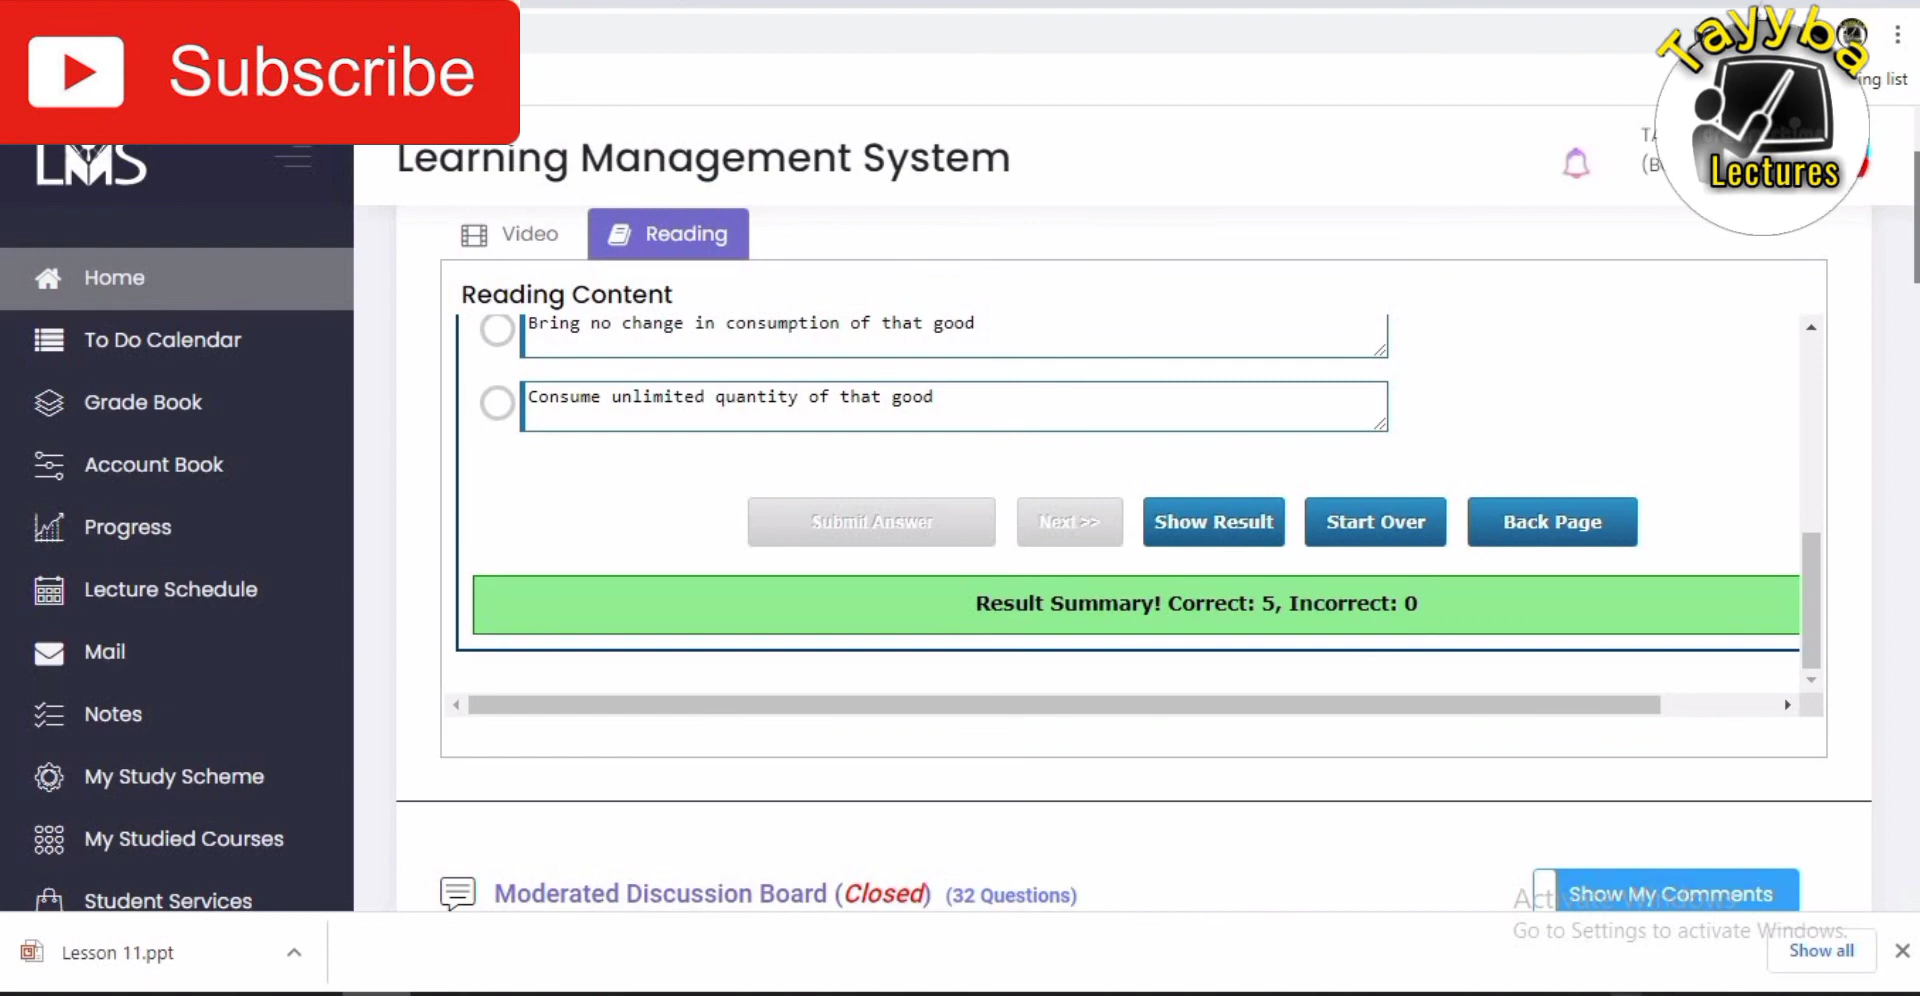 Subscribe
Tayyba
Lectures
ing list
LMS
Learning Management System
Video
Reading
Home
Reading Content
Bring no change in consumption of that good
To Do Calendar
Consume unlimited quantity of that good
Grade Book
Account Book
Submit Answer
Next >>
Show Result
Start Over
Back Page
Progress
Lecture Schedule
Result Summary! Correct: 5, Incorrect: 0
Mail
Notes
My Study Scheme
My Studied Courses
Student Services
Moderated Discussion Board (Closed) (32 Questions)
Show My Comments
Go to Settings to activate Windows.
Lesson 11.ppt
Show all